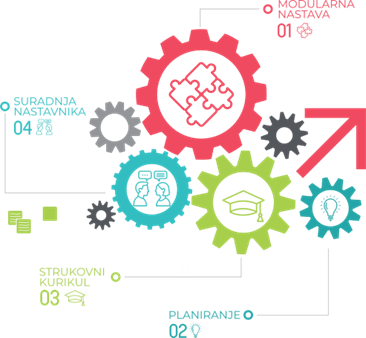 MODULARNA
NASTAVA
01
SURADNJA
NASTAVNIKA
04
STRUKOVNI
KURIKUL
03
PLANIRANJE
02